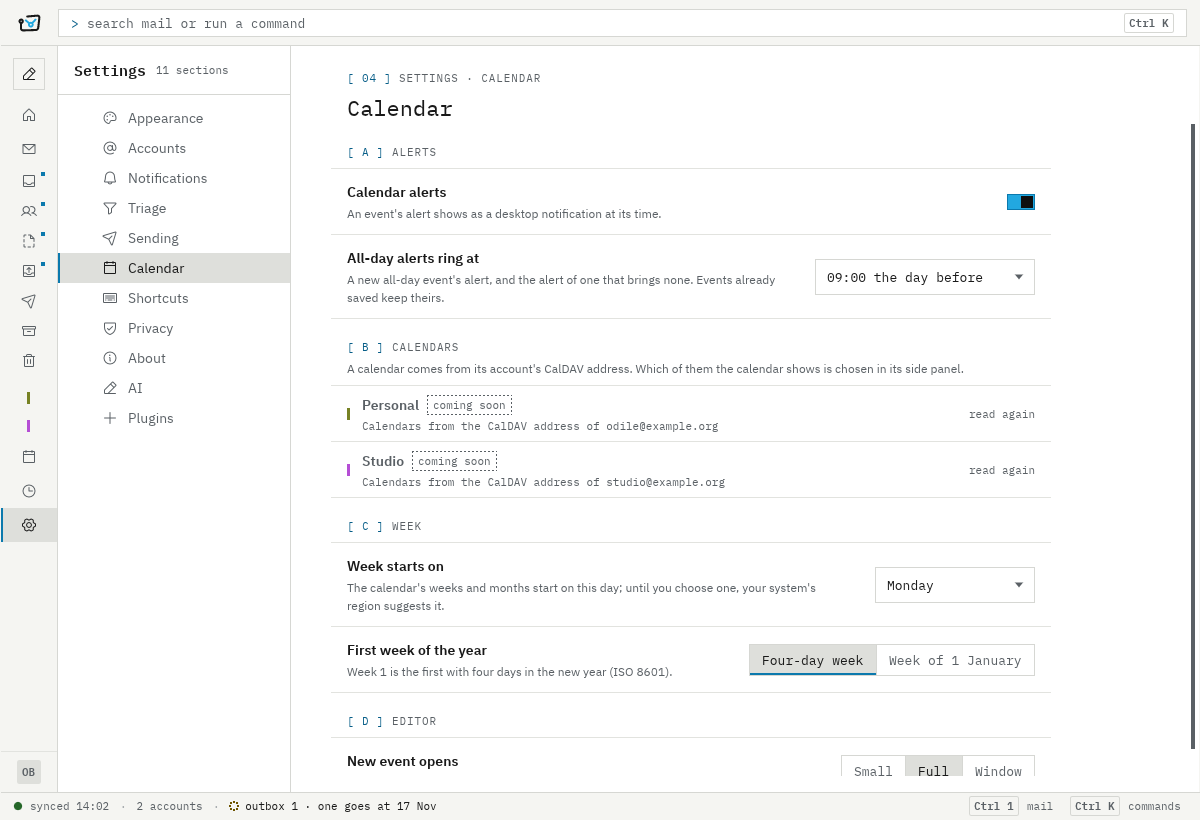 > search mail or run a command Ctrl K
Settings 11 sections
Appearance
Accounts
Notifications
Triage
Sending
Calendar
Shortcuts
Privacy
About
AI
Plugins
OB
[ 04 ] SETTINGS · CALENDAR
Calendar
[ A ] ALERTS
Calendar alerts
An event's alert shows as a desktop notification at its time.
All-day alerts ring at
A new all-day event's alert, and the alert of one that brings none. Events already
saved keep theirs.
09:00 the day before
[ B ] CALENDARS
A calendar comes from its account's CalDAV address. Which of them the calendar shows is chosen in its side panel.
Personal coming soon
Calendars from the CalDAV address of odile@example.org
read again
Studio coming soon
Calendars from the CalDAV address of studio@example.org
read again
[ C ] WEEK
Week starts on
The calendar's weeks and months start on this day; until you choose one, your system's
region suggests it.
Monday
First week of the year
Week 1 is the first with four days in the new year (ISO 8601).
Four-day week Week of 1 January
[ D ] EDITOR
New event opens
Small Full Window
synced 14:02 · 2 accounts · outbox 1 · one goes at 17 Nov
Ctrl 1 mail Ctrl K commands